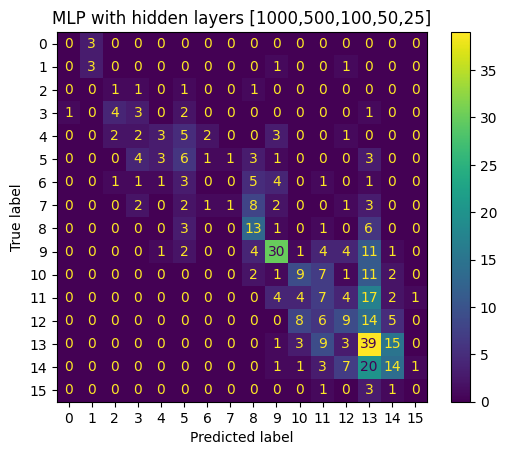 MLP with hidden layers [1000,500,100,50,25]
0 0 3 0 0 0 0 0 0 0 0 0 0 0 0 0 0
1 0 3 0 0 0 0 0 0 1 0 0 0 1 0 0 0
2 0 0 1 1 0 1 0 0 1 0 0 0 0 0 0 0
3 1 0 4 3 0 2 0 0 0 0 0 0 0 1 0 0
4 0 0 2 2 3 5 2 0 0 3 0 0 1 0 0 0
5 0 0 0 4 3 6 1 1 3 1 0 0 0 3 0 0
6 0 0 1 1 1 3 0 0 5 4 0 1 0 1 0 0
7 0 0 0 2 0 2 1 1 8 2 0 0 1 3 0 0
8 0 0 0 0 0 3 0 0 13 1 0 1 0 6 0 0
9 0 0 0 0 1 2 0 0 4 30 1 4 4 11 1 0
10 0 0 0 0 0 0 0 0 2 1 9 7 1 11 2 0
11 0 0 0 0 0 0 0 0 0 4 4 7 4 17 2 1
12 0 0 0 0 0 0 0 0 0 0 8 6 9 14 5 0
13 0 0 0 0 0 0 0 0 0 1 3 9 3 39 15 0
14 0 0 0 0 0 0 0 0 0 1 1 3 7 20 14 1
15 0 0 0 0 0 0 0 0 0 0 0 1 0 3 1 0
0 1 2 3 4 5 6 7 8 9 10 11 12 13 14 15
Predicted label
True label
35
30
25
20
15
10
5
0